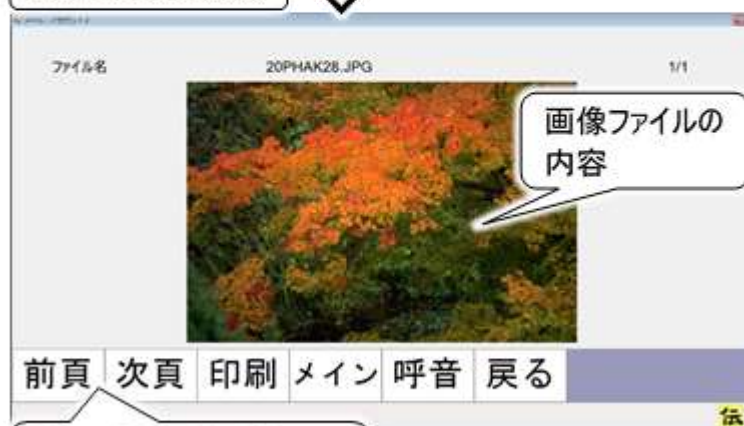 ファイル名 20PHAK28.JPG 1/1
画像ファイルの
内容
前頁 次頁 印刷 メイン 呼音 戻る
伝